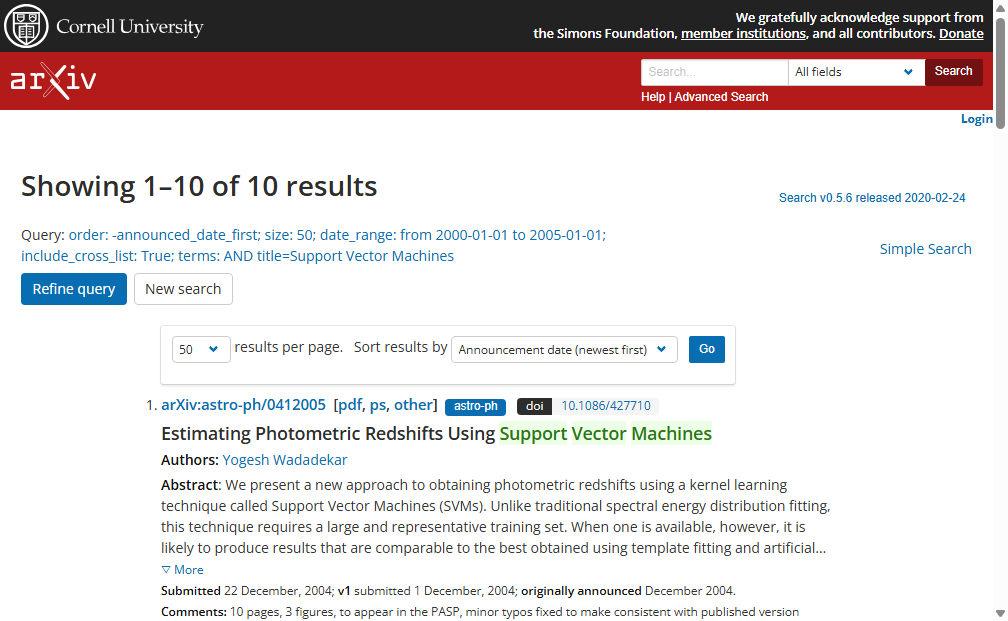 Cornell University
We gratefully acknowledge support from
the Simons Foundation, member institutions, and all contributors. Donate
arXiv
Search...
All fields
Search
Help | Advanced Search
Login
Showing 1–10 of 10 results
Search v0.5.6 released 2020-02-24
Query: order: -announced_date_first; size: 50; date_range: from 2000-01-01 to 2005-01-01;
include_cross_list: True; terms: AND title=Support Vector Machines
Simple Search
Refine query
New search
50 results per page. Sort results by Announcement date (newest first) Go
1. arXiv:astro-ph/0412005 [pdf, ps, other] astro-ph doi 10.1086/427710
Estimating Photometric Redshifts Using Support Vector Machines
Authors: Yogesh Wadadekar
Abstract: We present a new approach to obtaining photometric redshifts using a kernel learning
technique called Support Vector Machines (SVMs). Unlike traditional spectral energy distribution fitting,
this technique requires a large and representative training set. When one is available, however, it is
likely to produce results that are comparable to the best obtained using template fitting and artificial...
▽ More
Submitted 22 December, 2004; v1 submitted 1 December, 2004; originally announced December 2004.
Comments: 10 pages, 3 figures, to appear in the PASP, minor typos fixed to make consistent with published version